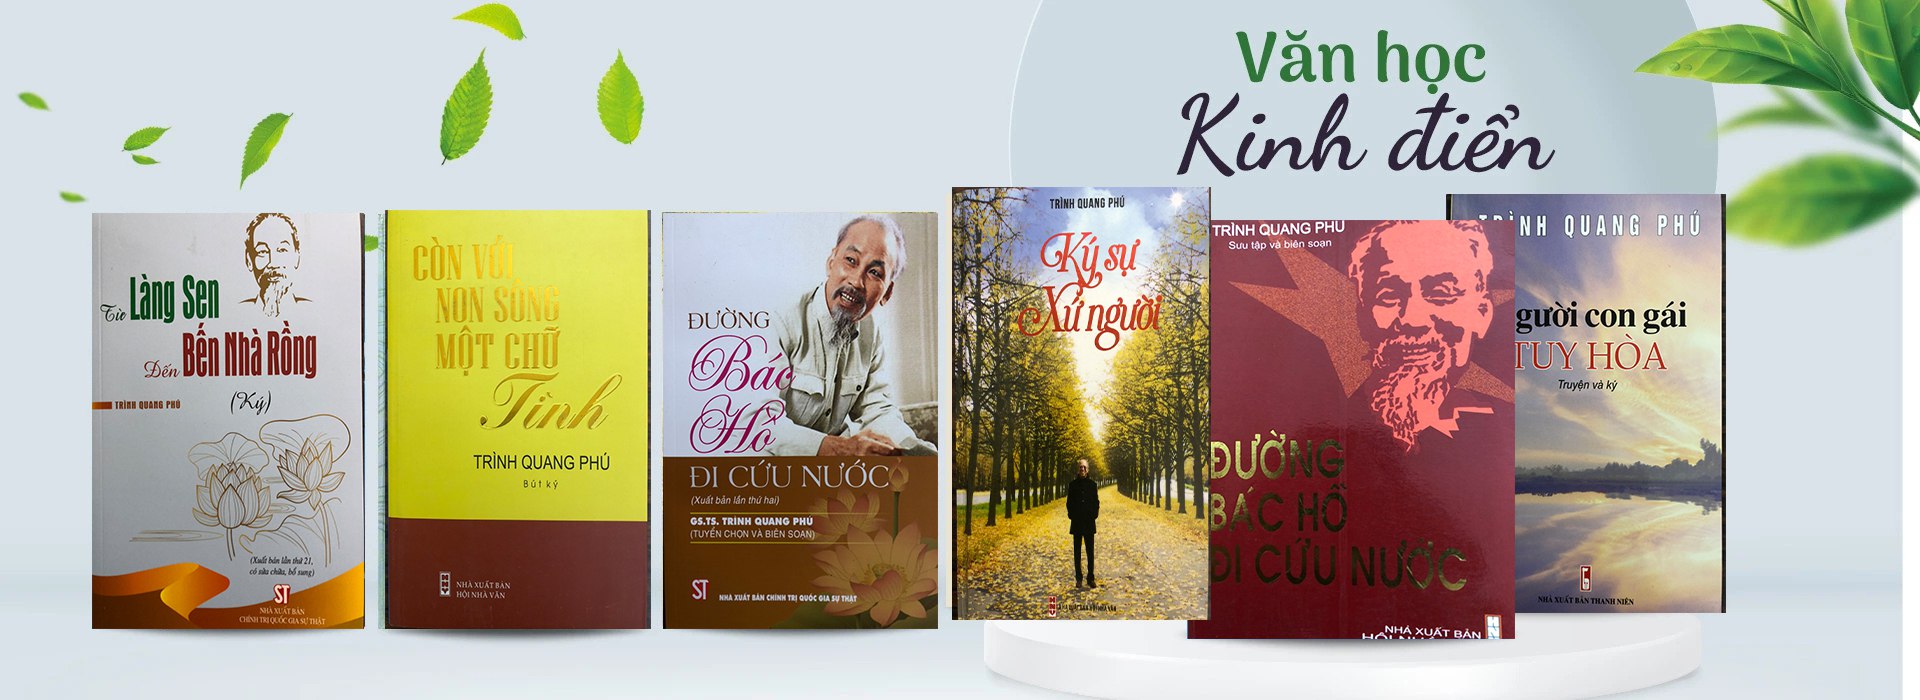 Văn học
Kinh điển
Từ Làng Sen
Đến Bến Nhà Rồng
(Ký)
TRÌNH QUANG PHÚ
(Xuất bản lần thứ 21,
có sửa chữa, bổ sung)
ST
NHÀ XUẤT BẢN
CHÍNH TRỊ QUỐC GIA SỰ THẬT
CÒN VỚI
NON SÔNG
MỘT CHỮ
Tình
TRÌNH QUANG PHÚ
Bút ký
NHÀ XUẤT BẢN
HỘI NHÀ VĂN
ĐƯỜNG
Bác
Hồ
ĐI CỨU NƯỚC
(Xuất bản lần thứ hai)
GS.TS. TRÌNH QUANG PHÚ
(TUYỂN CHỌN VÀ BIÊN SOẠN)
ST
NHÀ XUẤT BẢN CHÍNH TRỊ QUỐC GIA SỰ THẬT
TRÌNH QUANG PHÚ
Ký sự
Xứ người
NHÀ XUẤT BẢN HỘI NHÀ VĂN
TRÌNH QUANG PHÚ
Sưu tập và biên soạn
ĐƯỜNG
BÁC HỒ
ĐI CỨU NƯỚC
NHÀ XUẤT BẢN
TRÌNH QUANG PHÚ
gười con gái
TUY HÒA
Truyện và ký
NHÀ XUẤT BẢN THANH NIÊN